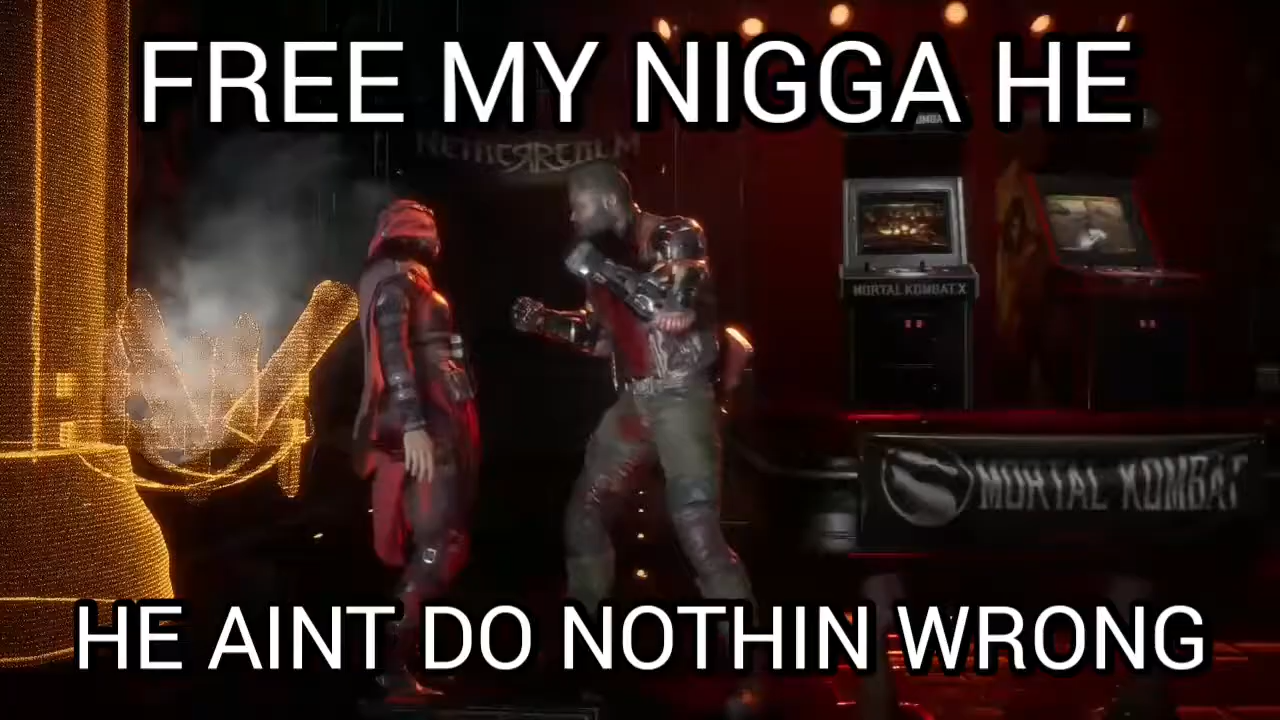 FREE MY NIGGA HE
NETHERREALM
MORTAL KOMBAT X
MORTAL KOMBAT
HE AINT DO NOTHIN WRONG